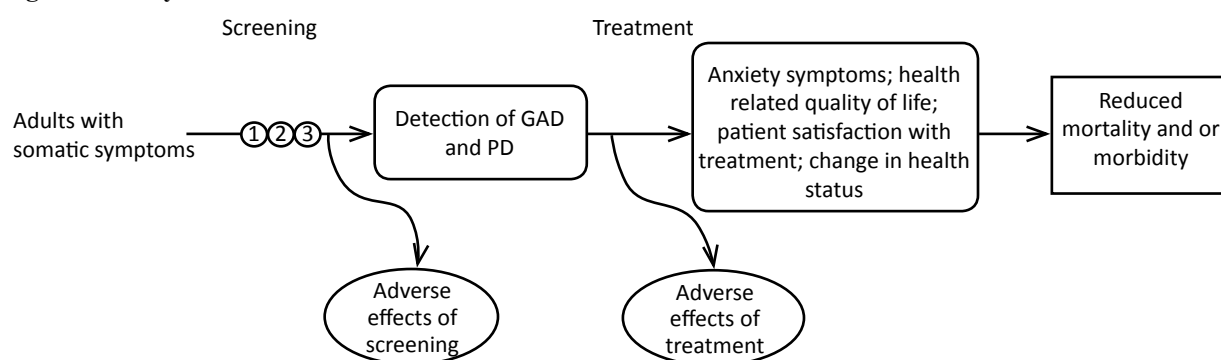 Screening
Treatment
Adults with
somatic symptoms
1 2 3
Detection of GAD
and PD
Anxiety symptoms; health
related quality of life;
patient satisfaction with
treatment; change in health
status
Reduced
mortality and or
morbidity
Adverse
effects of
screening
Adverse
effects of
treatment